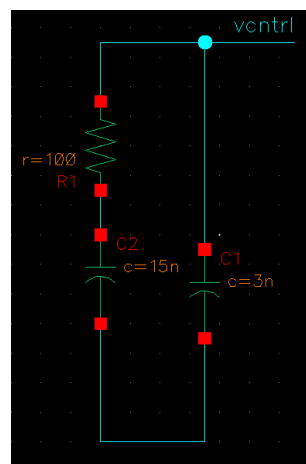 vcntrl
r=100
R1
C2
c=15n
C1
c=3n